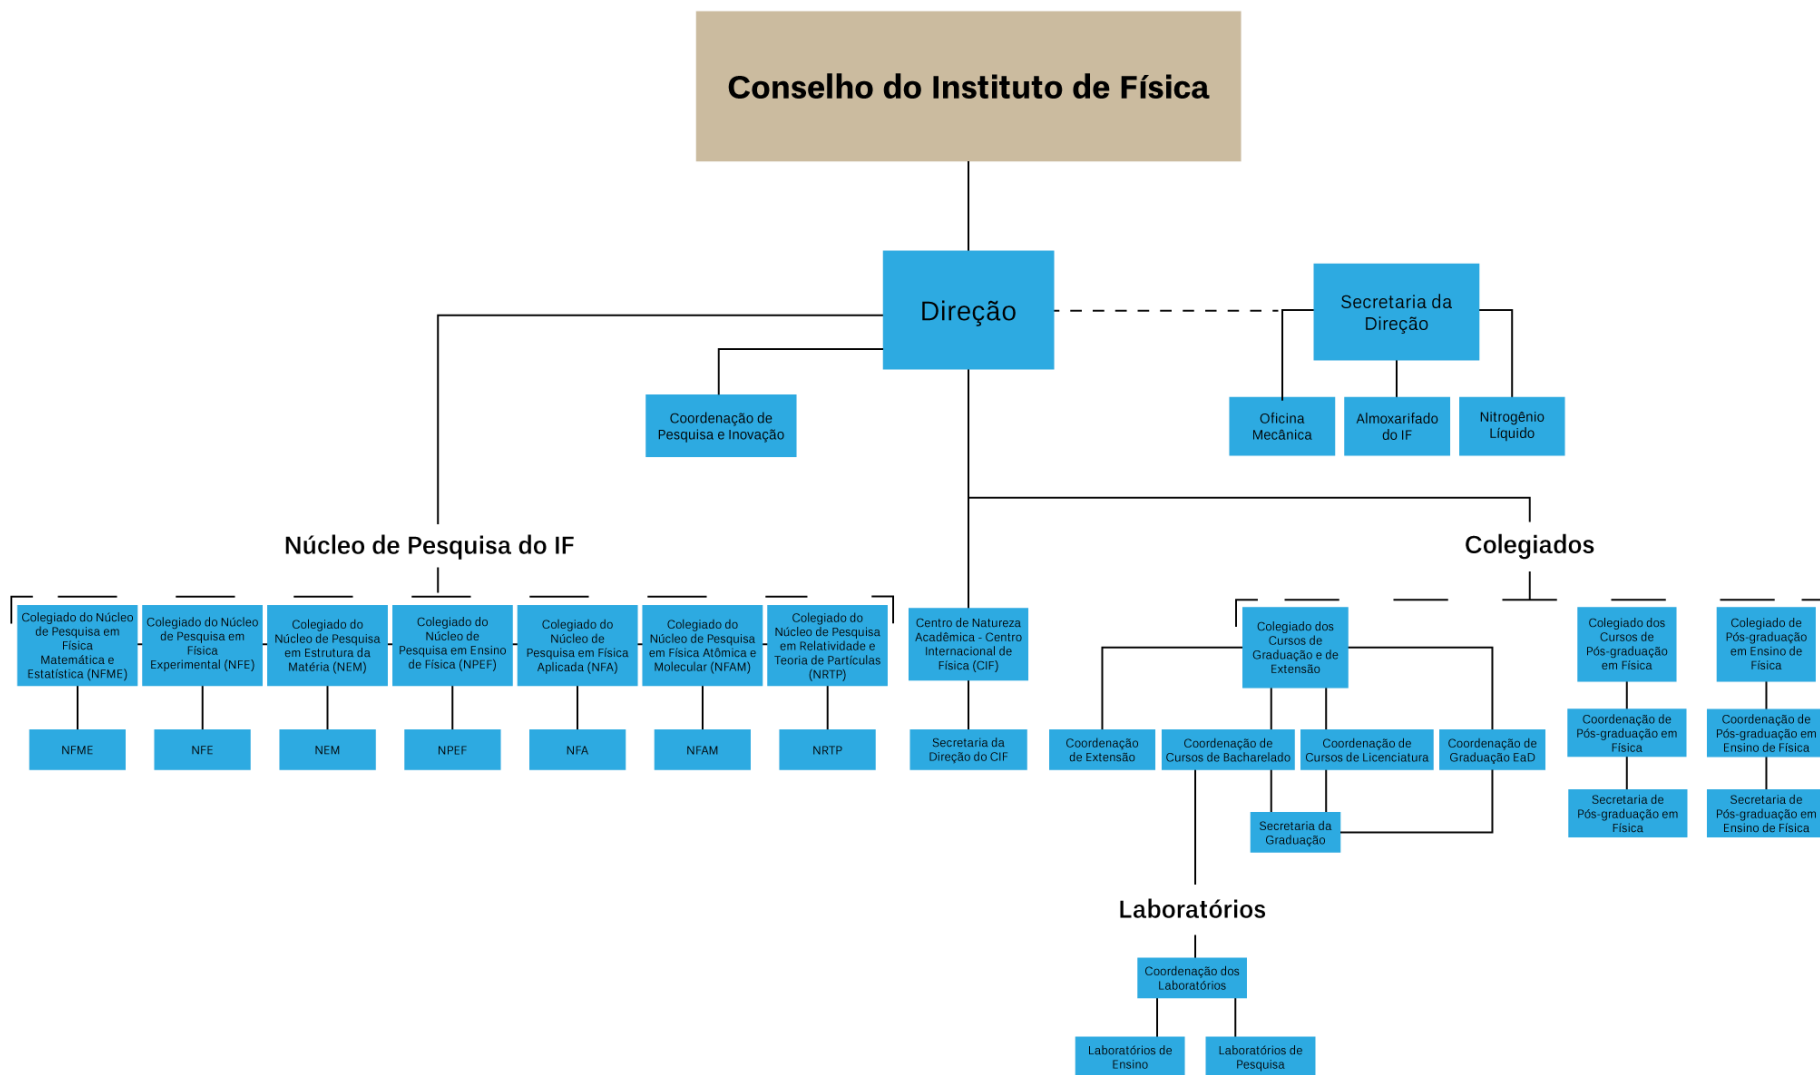 Conselho do Instituto de Física
Direção
Secretaria da
Direção
Coordenação de
Pesquisa e Inovação
Oficina
Mecânica
Almoxarifado
do IF
Nitrogênio
Líquido
Núcleo de Pesquisa do IF
Colegiado do Núcleo
de Pesquisa em
Física
Matemática e
Estatística (NFME)
Colegiado do Núcleo
de Pesquisa em
Física
Experimental (NFE)
Colegiado do
Núcleo de Pesquisa
em Estrutura da
Matéria (NEM)
Colegiado do
Núcleo de
Pesquisa em Ensino
de Física (NPEF)
Colegiado do
Núcleo de
Pesquisa em Física
Aplicada (NFA)
Colegiado do
Núcleo de Pesquisa
em Física Atômica e
Molecular (NFAM)
Colegiado do
Núcleo de Pesquisa
em Relatividade e
Teoria de Partículas
(NRTP)
NFME
NFE
NEM
NPEF
NFA
NFAM
NRTP
Centro de Natureza
Acadêmica - Centro
Internacional de
Física (CIF)
Secretaria da
Direção do CIF
Colegiados
Colegiado dos
Cursos de
Graduação e de
Extensão
Colegiado dos
Cursos de
Pós-graduação
em Física
Colegiado de
Pós-graduação
em Ensino de
Física
Coordenação
de Extensão
Coordenação de
Cursos de Bacharelado
Coordenação de
Cursos de Licenciatura
Coordenação de
Graduação EaD
Coordenação de
Pós-graduação em
Física
Coordenação de
Pós-graduação em
Ensino de Física
Secretaria da
Graduação
Secretaria de
Pós-graduação em
Física
Secretaria de
Pós-graduação em
Ensino de Física
Laboratórios
Coordenação dos
Laboratórios
Laboratórios de
Ensino
Laboratórios de
Pesquisa